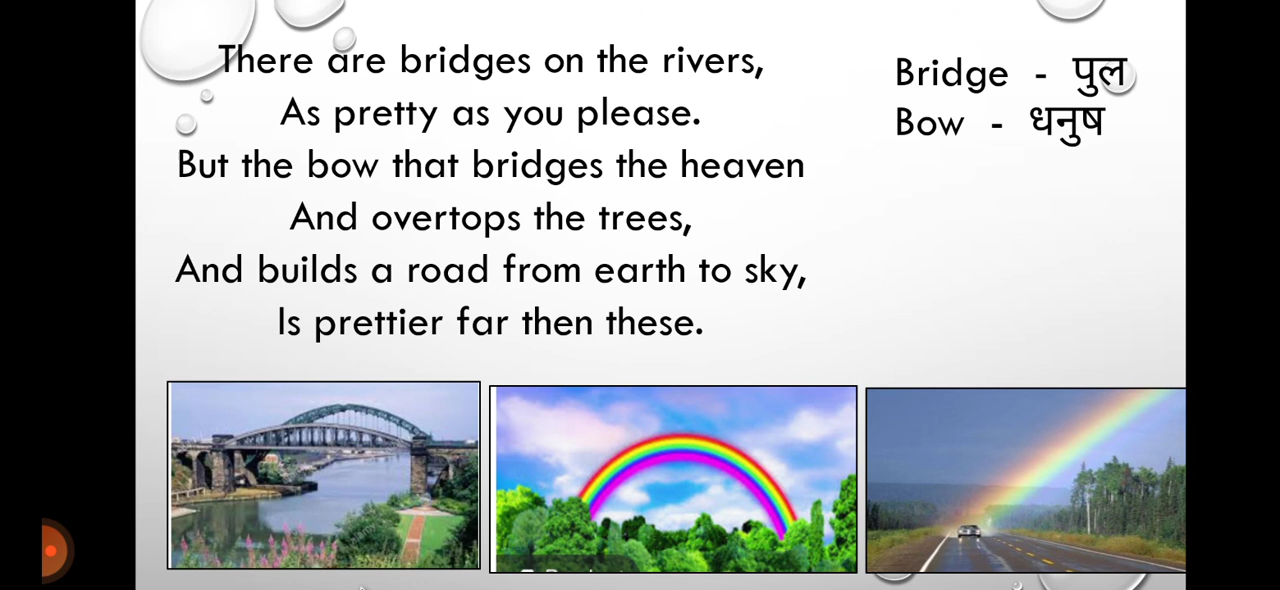 There are bridges on the rivers,
As pretty as you please.
But the bow that bridges the heaven
And overtops the trees,
And builds a road from earth to sky,
Is prettier far then these.
Bridge - पुल
Bow - धनुष